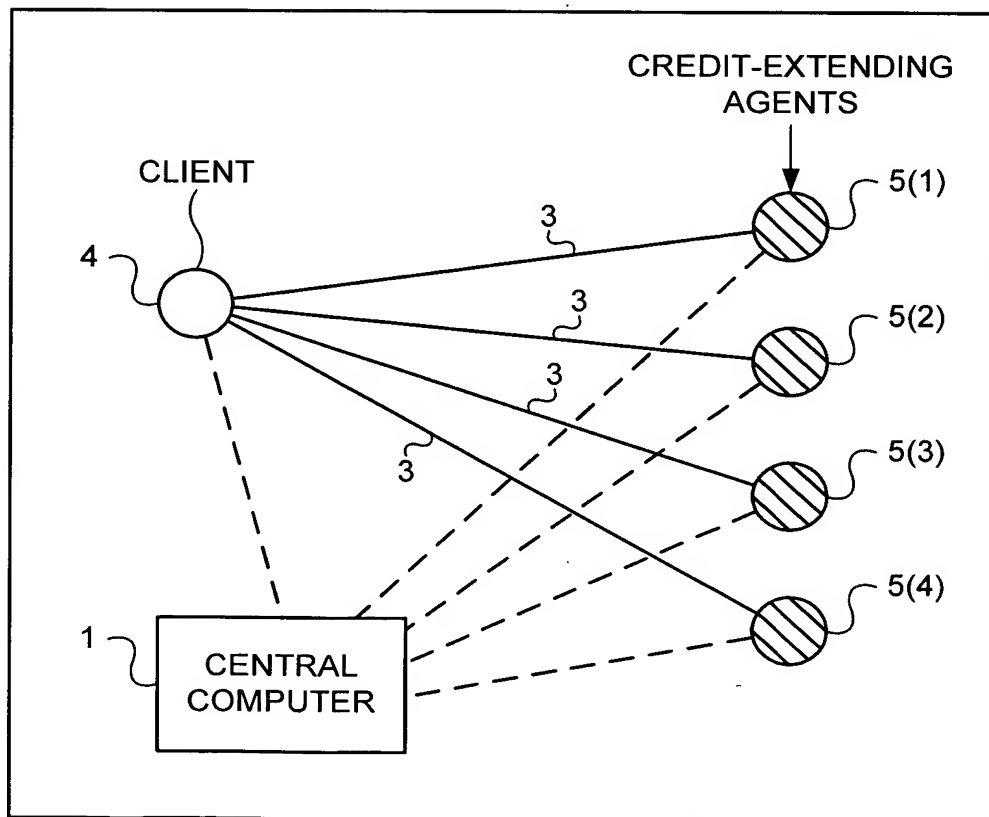 CREDIT-EXTENDING
AGENTS
CLIENT
5(1)
3
4
3
5(2)
3
3
5(3)
5(4)
1
CENTRAL
COMPUTER